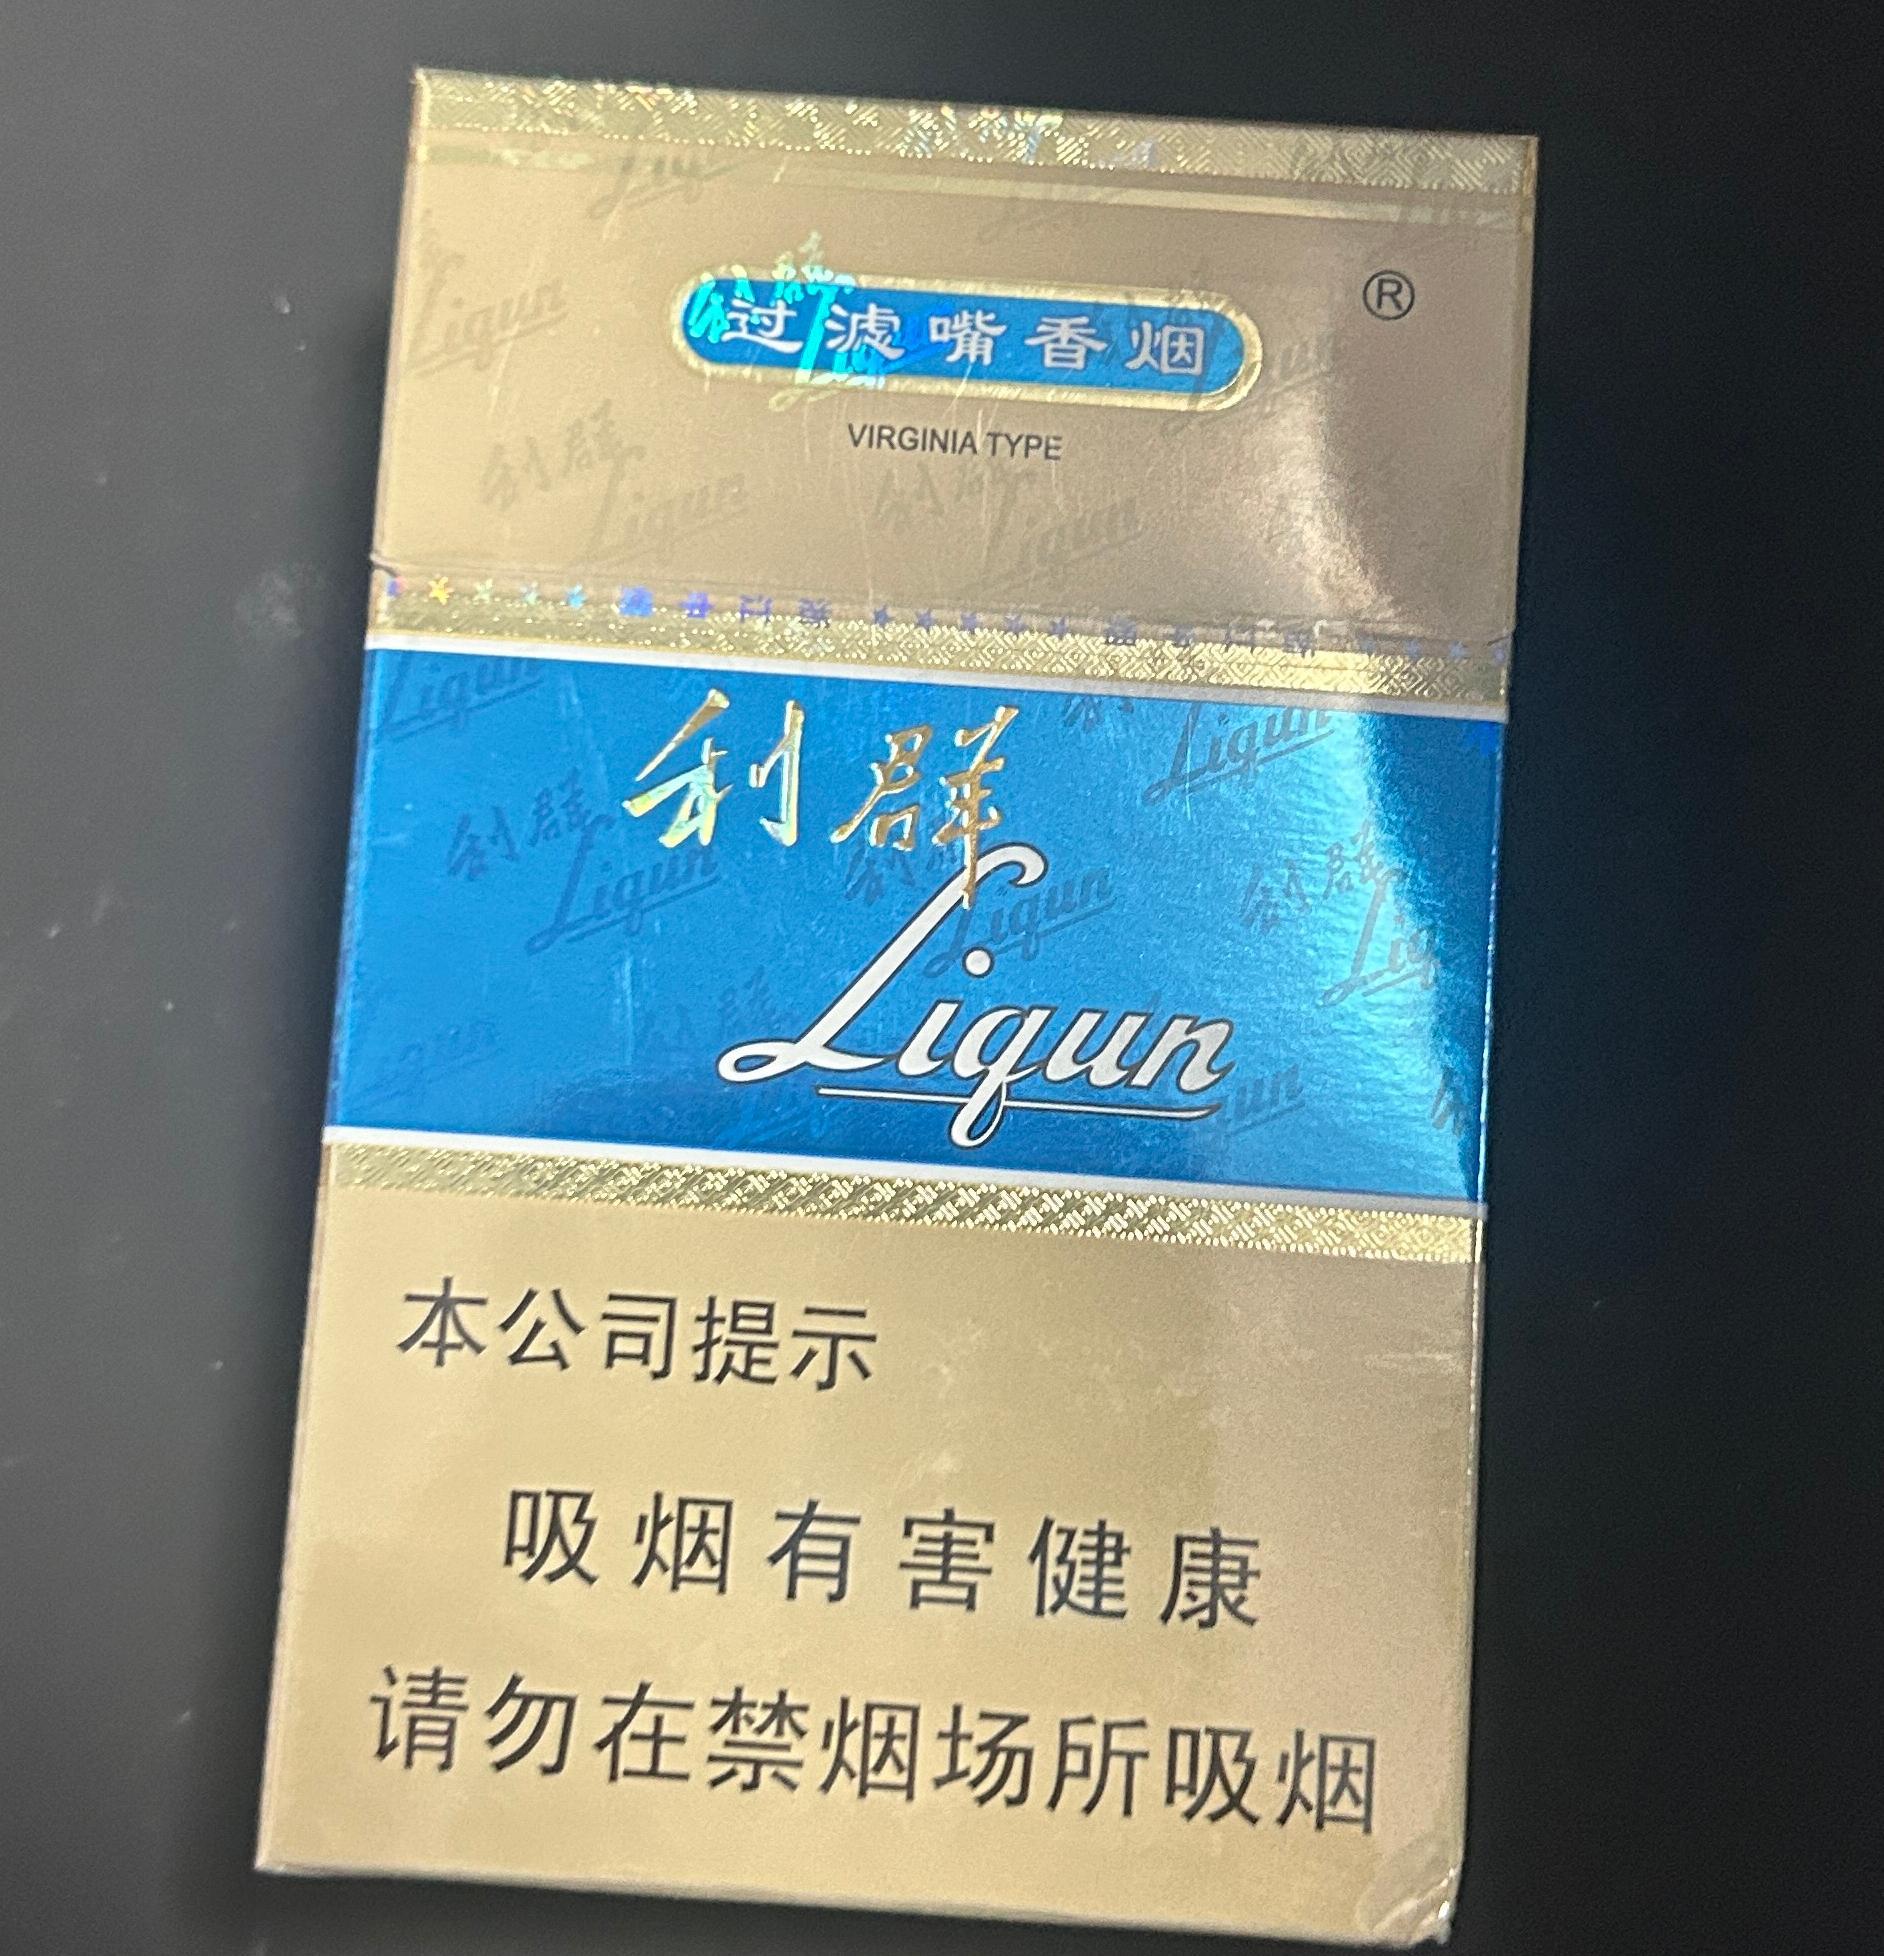 过滤嘴香烟
®
VIRGINIA TYPE
利群
Liqun
本公司提示
吸烟有害健康
请勿在禁烟场所吸烟